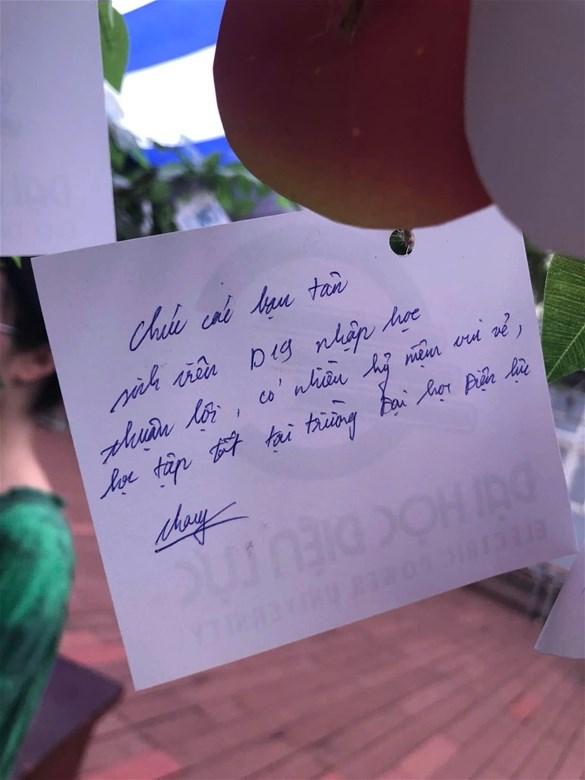 Chúc các bạn tân
sinh viên D19 nhập học
thuận lợi, có nhiều kỷ niệm vui vẻ,
học tập tốt tại trường Đại học Điện lực
ĐẠI HỌC ĐIỆN LỰC
ELECTRIC POWER UNIVERSITY